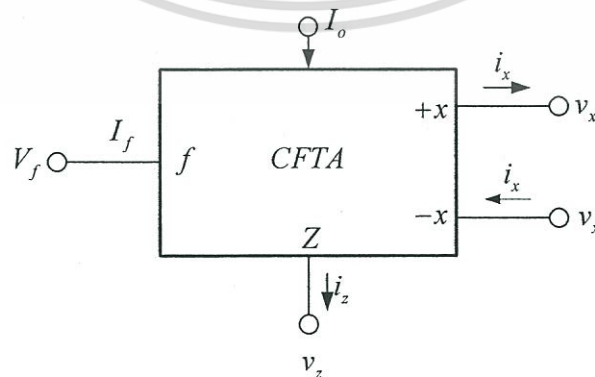 I_o
i_x
+x
v_x
I_f
V_f
f
CFTA
i_x
-x
v_x
Z
i_z
v_z